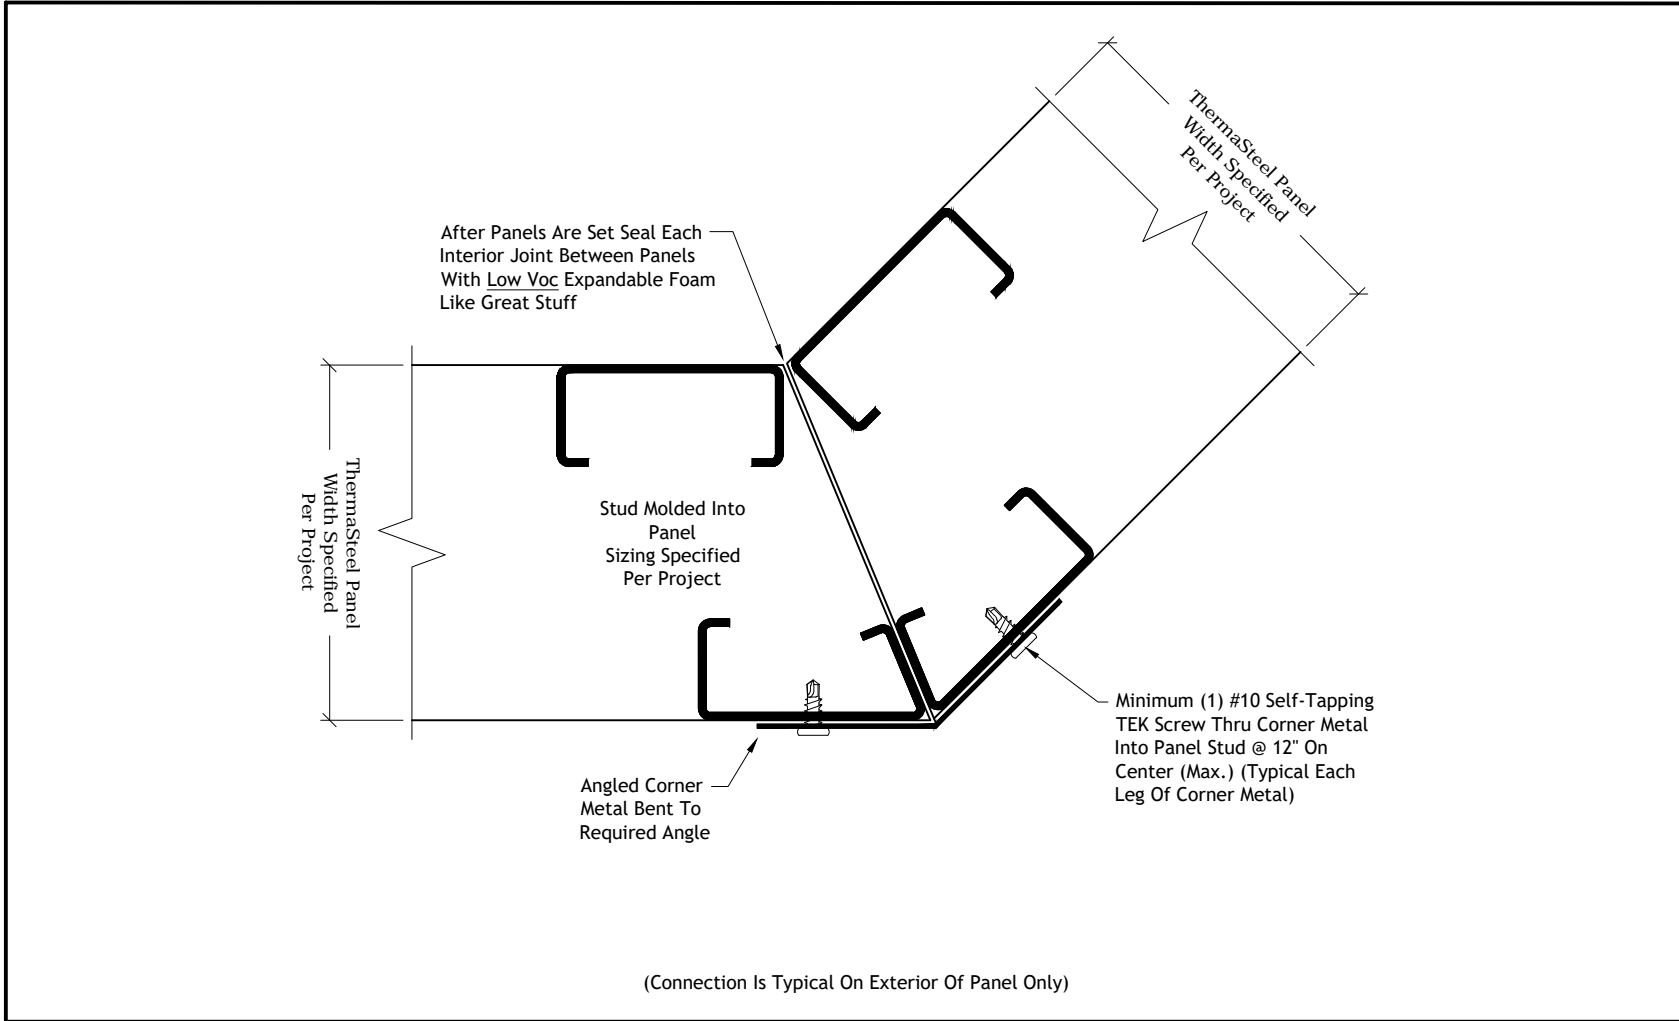 ThermaSteel Panel
Width Specified
Per Project
After Panels Are Set Seal Each
Interior Joint Between Panels
With Low Voc Expandable Foam
Like Great Stuff
ThermaSteel Panel
Width Specified
Per Project
Stud Molded Into
Panel
Sizing Specified
Per Project
Minimum (1) #10 Self-Tapping
TEK Screw Thru Corner Metal
Into Panel Stud @ 12" On
Center (Max.) (Typical Each
Leg Of Corner Metal)
Angled Corner
Metal Bent To
Required Angle
(Connection Is Typical On Exterior Of Panel Only)